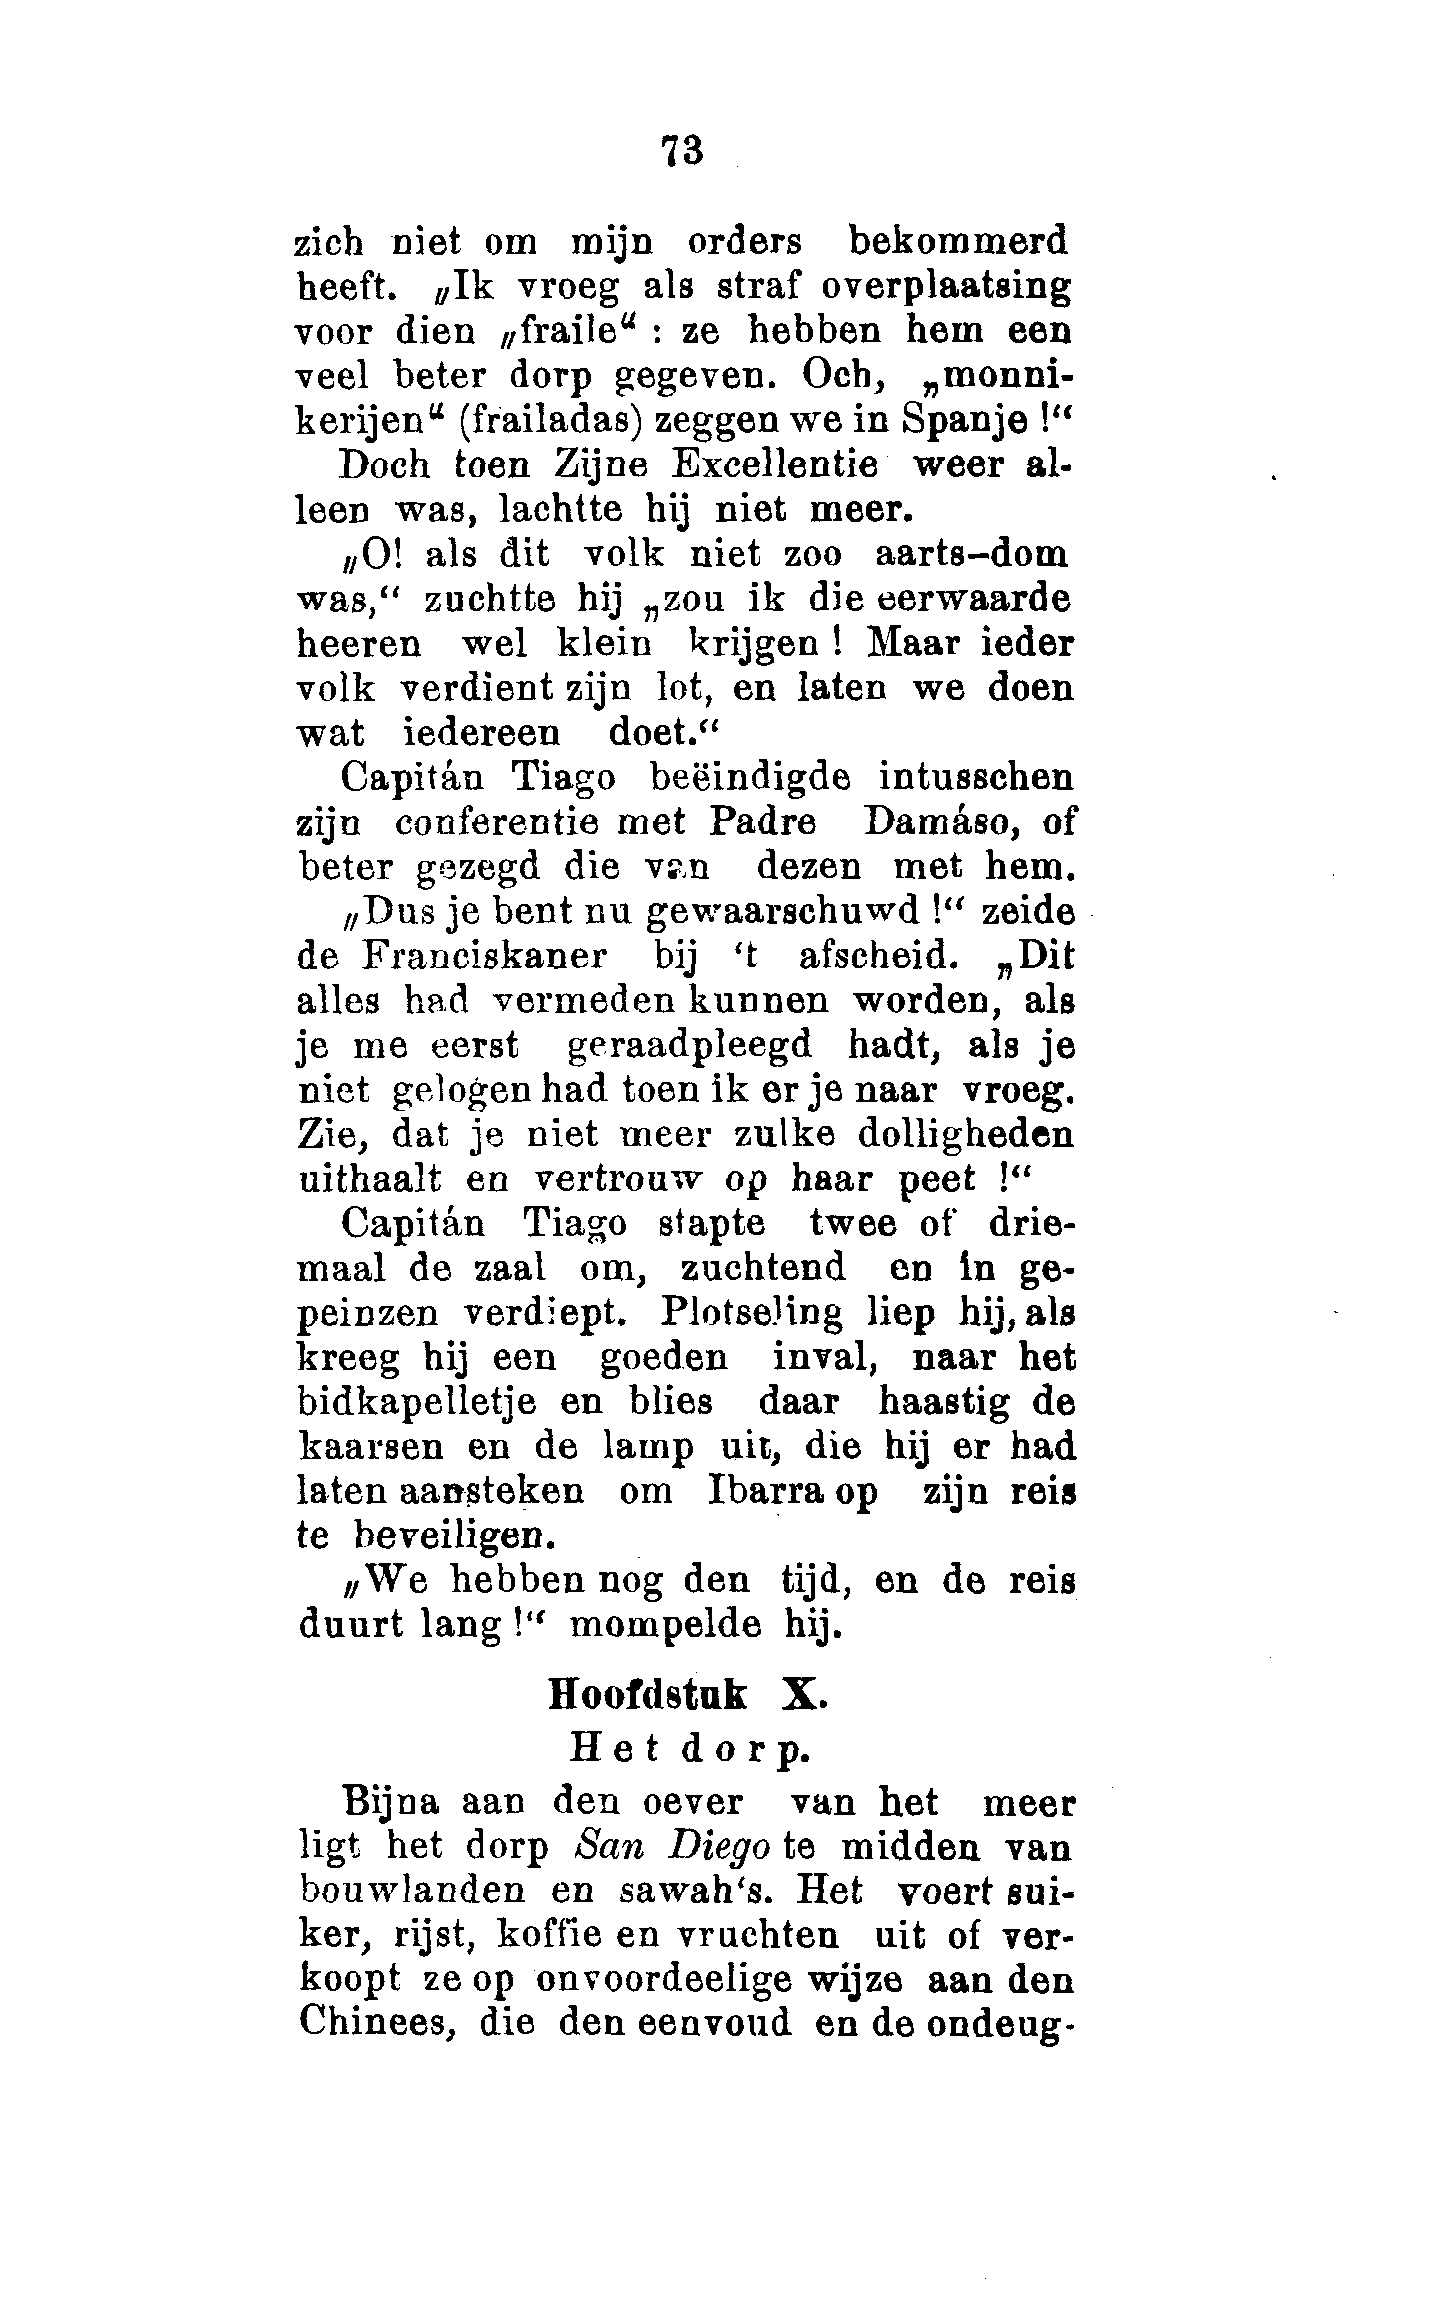 73
zich niet om mijn orders bekommerd
heeft. „Ik vroeg als straf overplaatsing
voor dien „fraile“ : ze hebben hem een
veel beter dorp gegeven. Och, „monni-
kerijen“ (frailadas) zeggen we in Spanje !“
Doch toen Zijne Excellentie weer al-
leen was, lachtte hij niet meer.
„O! als dit volk niet zoo aarts-dom
was,“ zuchtte hij „zou ik die eerwaarde
heeren wel klein krijgen ! Maar ieder
volk verdient zijn lot, en laten we doen
wat iedereen doet.“
Capitán Tiago beëindigde intusschen
zijn conferentie met Padre Damáso, of
beter gezegd die van dezen met hem.
„Dus je bent nu gewaarschuwd !“ zeide
de Franciskaner bij ‘t afscheid. „Dit
alles had vermeden kunnen worden, als
je me eerst geraadpleegd hadt, als je
niet gelogen had toen ik er je naar vroeg.
Zie, dat je niet meer zulke dolligheden
uithaalt en vertrouw op haar peet !“
Capitán Tiago stapte twee of drie-
maal de zaal om, zuchtend en in ge-
peinzen verdiept. Plotseling liep hij, als
kreeg hij een goeden inval, naar het
bidkapelletje en blies daar haastig de
kaarsen en de lamp uit, die hij er had
laten aansteken om Ibarra op zijn reis
te beveiligen.
„We hebben nog den tijd, en de reis
duurt lang !“ mompelde hij.
Hoofdstuk X.
Het dorp.
Bijna aan den oever van het meer
ligt het dorp San Diego te midden van
bouwlanden en sawah‘s. Het voert sui-
ker, rijst, koffie en vruchten uit of ver-
koopt ze op onvoordeelige wijze aan den
Chinees, die den eenvoud en de ondeug-